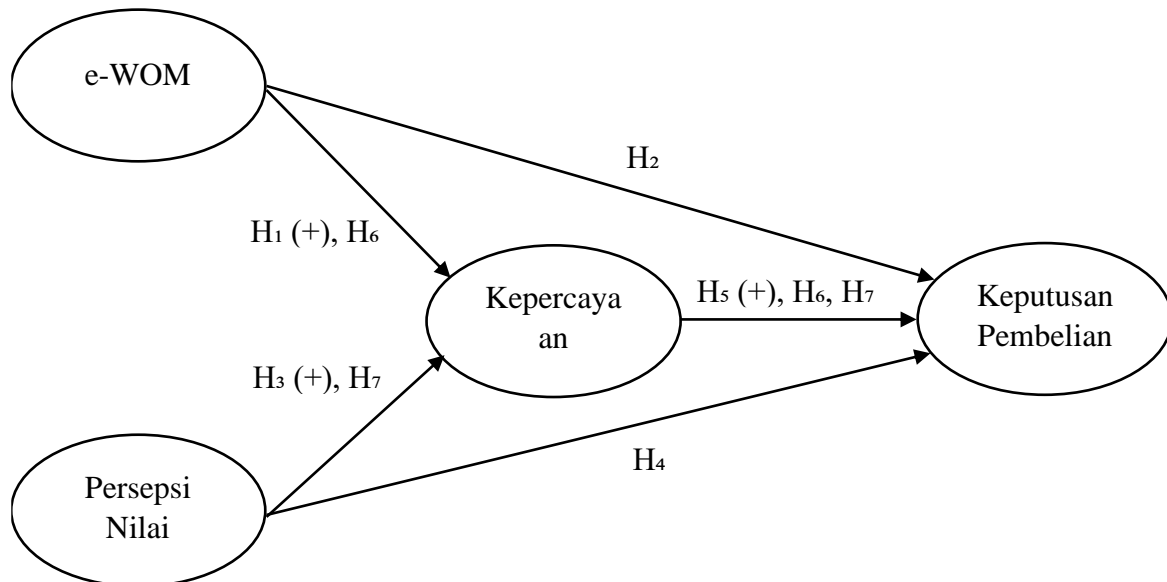 e-WOM
H₂
H₁ (+), H₆
Kepercaya
an
H₅ (+), H₆, H₇
Keputusan
Pembelian
H₃ (+), H₇
H₄
Persepsi
Nilai